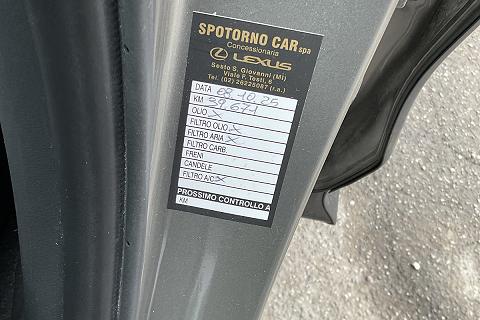 SPOTORNO CAR spa
Concessionaria
LEXUS
Sesto S. Giovanni (MI)
Viale F. Testi, 6
Tel. (02) 26225087 (r.a.)
DATA 08.10.25
KM 39.671
OLIO X
FILTRO OLIO X
FILTRO ARIA X
FILTRO CARB.
FRENI
CANDELE
FILTRO A/C X
PROSSIMO CONTROLLO A
KM